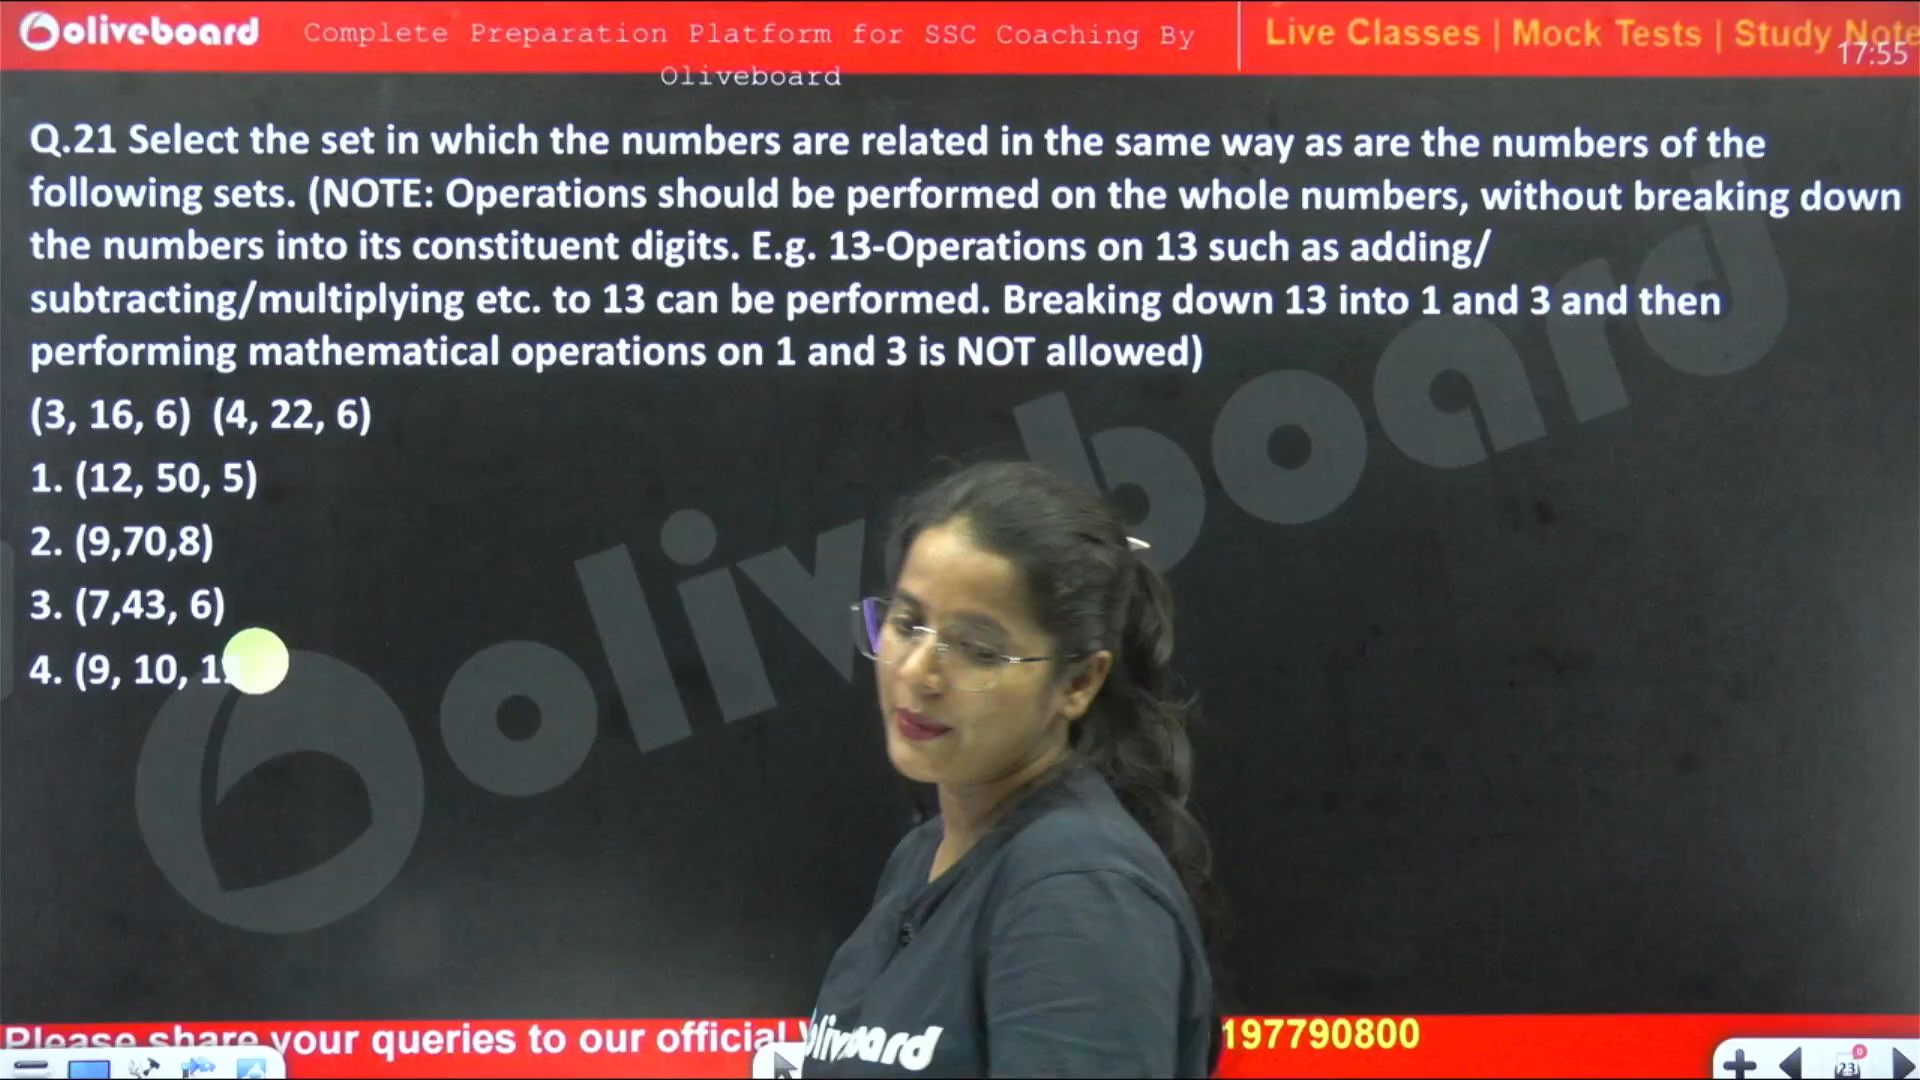 oliveboard
Complete Preparation Platform for SSC Coaching By
Oliveboard
Live Classes | Mock Tests | Study Note
17:55
Q.21 Select the set in which the numbers are related in the same way as are the numbers of the
following sets. (NOTE: Operations should be performed on the whole numbers, without breaking down
the numbers into its constituent digits. E.g. 13-Operations on 13 such as adding/
subtracting/multiplying etc. to 13 can be performed. Breaking down 13 into 1 and 3 and then
performing mathematical operations on 1 and 3 is NOT allowed)
(3, 16, 6) (4, 22, 6)
1. (12, 50, 5)
2. (9,70,8)
3. (7,43, 6)
4. (9, 10,
oliveboard
oliveboard
Please share your queries to our official
197790800
23